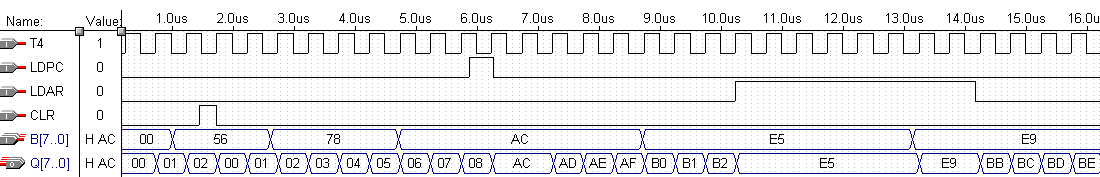 Name: Value: 1.0us 2.0us 3.0us 4.0us 5.0us 6.0us 7.0us 8.0us 9.0us 10.0us 11.0us 12.0us 13.0us 14.0us 15.0us 16.0us
T4 1
LDPC 0
LDAR 0
CLR 0
B[7..0] H AC 00 56 78 AC E5 E9
Q[7..0] H AC 00 01 02 00 01 02 03 04 05 06 07 08 AC AD AE AF B0 B1 B2 E5 E9 BB BC BD BE